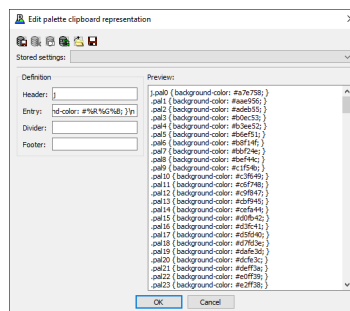 Edit palette clipboard representation
Stored settings:
Definition
Header: j
Entry: nd-color: #%R%G%B; }\n
Divider:
Footer:
Preview:
j.pal0 { background-color: #a7e758; }
.pal1 { background-color: #aae956; }
.pal2 { background-color: #adeb55; }
.pal3 { background-color: #b0ec53; }
.pal4 { background-color: #b3ee52; }
.pal5 { background-color: #b6ef51; }
.pal6 { background-color: #b8f14f; }
.pal7 { background-color: #bbf24e; }
.pal8 { background-color: #bef44c; }
.pal9 { background-color: #c1f54b; }
.pal10 { background-color: #c3f649; }
.pal11 { background-color: #c6f748; }
.pal12 { background-color: #c9f847; }
.pal13 { background-color: #cbf945; }
.pal14 { background-color: #cefa44; }
.pal15 { background-color: #d0fb42; }
.pal16 { background-color: #d3fc41; }
.pal17 { background-color: #d5fd40; }
.pal18 { background-color: #d7fd3e; }
.pal19 { background-color: #dafe3d; }
.pal20 { background-color: #dcfe3c; }
.pal21 { background-color: #deff3a; }
.pal22 { background-color: #e0ff39; }
.pal23 { background-color: #e2ff38; }
OK
Cancel